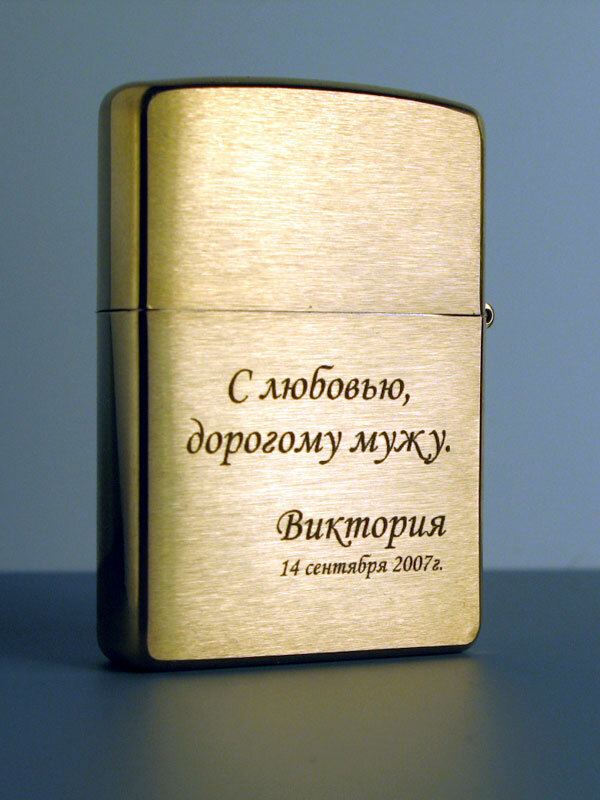 С любовью,
дорогому мужу.
Виктория
14 сентября 2007г.